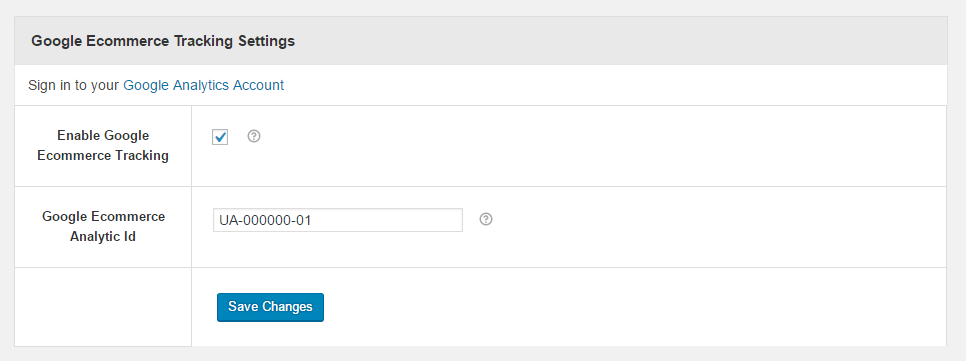 Google Ecommerce Tracking Settings
Sign in to your Google Analytics Account
Enable Google
Ecommerce Tracking
Google Ecommerce
Analytic Id
UA-000000-01
Save Changes